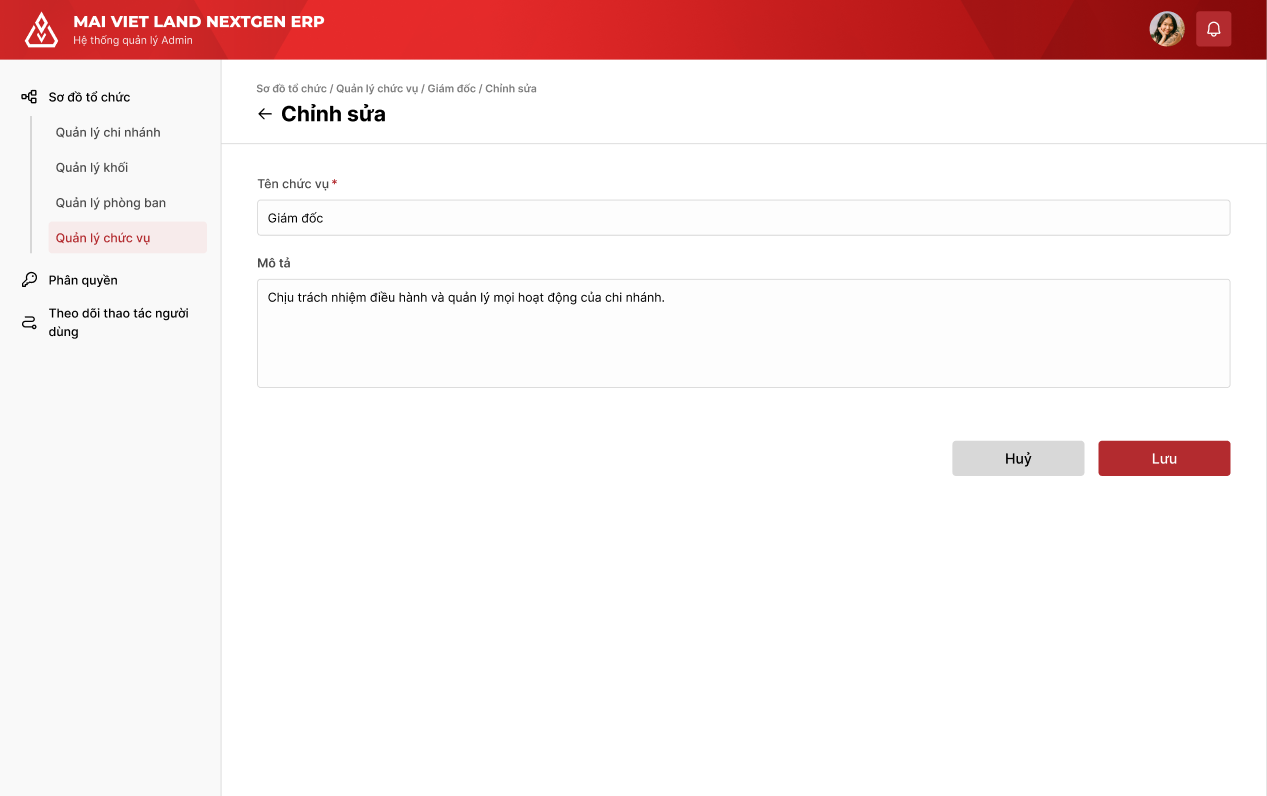 MAI VIET LAND NEXTGEN ERP
Hệ thống quản lý Admin
Sơ đồ tổ chức
Quản lý chi nhánh
Quản lý khối
Quản lý phòng ban
Quản lý chức vụ
Phân quyền
Theo dõi thao tác người
dùng
Sơ đồ tổ chức / Quản lý chức vụ / Giám đốc / Chỉnh sửa
Chỉnh sửa
Tên chức vụ *
Giám đốc
Mô tả
Chịu trách nhiệm điều hành và quản lý mọi hoạt động của chi nhánh.
Huỷ
Lưu